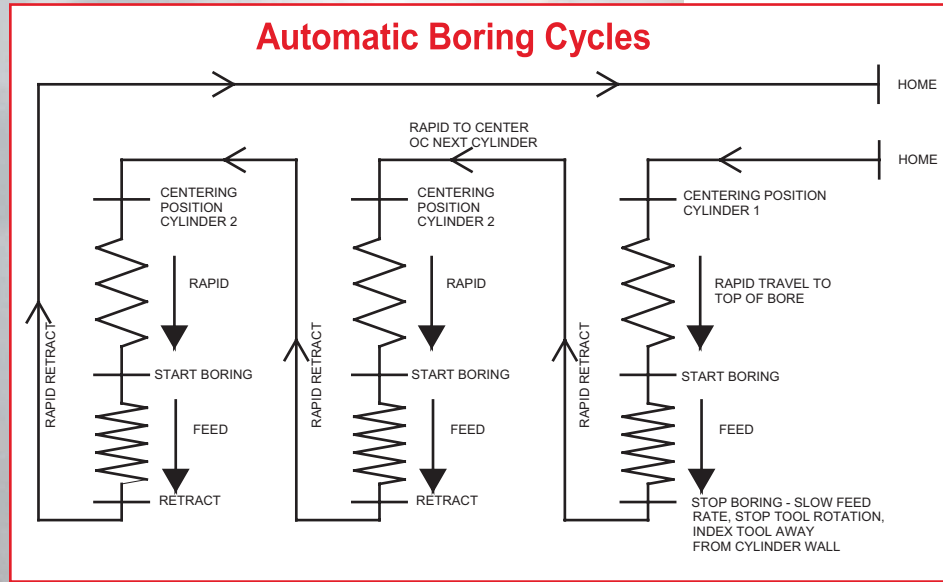 Automatic Boring Cycles
HOME
RAPID TO CENTER
OC NEXT CYLINDER
HOME
CENTERING
POSITION
CYLINDER 2
CENTERING
POSITION
CYLINDER 2
CENTERING POSITION
CYLINDER 1
RAPID
RAPID
RAPID TRAVEL TO
TOP OF BORE
RAPID RETRACT
RAPID RETRACT
RAPID RETRACT
START BORING
START BORING
START BORING
FEED
FEED
FEED
RETRACT
RETRACT
STOP BORING - SLOW FEED
RATE, STOP TOOL ROTATION,
INDEX TOOL AWAY
FROM CYLINDER WALL